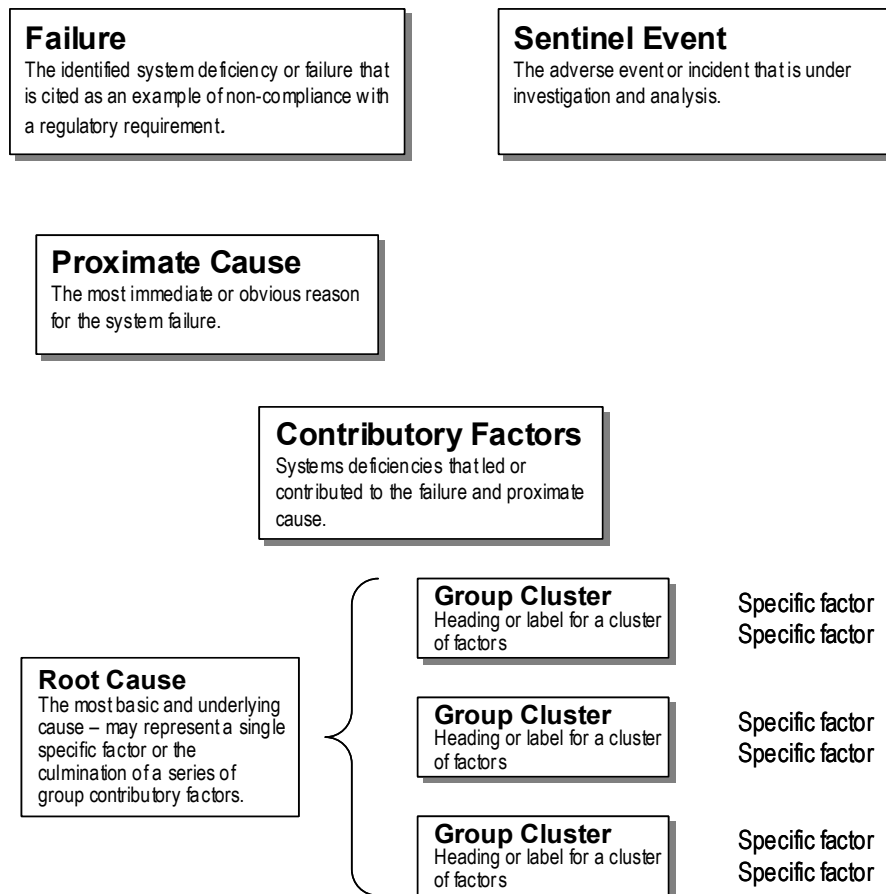 Failure
The identified system deficiency or failure that
is cited as an example of non-compliance with
a regulatory requirement.
Sentinel Event
The adverse event or incident that is under
investigation and analysis.
Proximate Cause
The most immediate or obvious reason
for the system failure.
Contributory Factors
Systems deficiencies that led or
contributed to the failure and proximate
cause.
Root Cause
The most basic and underlying
cause – may represent a single
specific factor or the
culmination of a series of
group contributory factors.
Group Cluster
Heading or label for a cluster
of factors
Specific factor
Specific factor
Group Cluster
Heading or label for a cluster
of factors
Specific factor
Specific factor
Group Cluster
Heading or label for a cluster
of factors
Specific factor
Specific factor